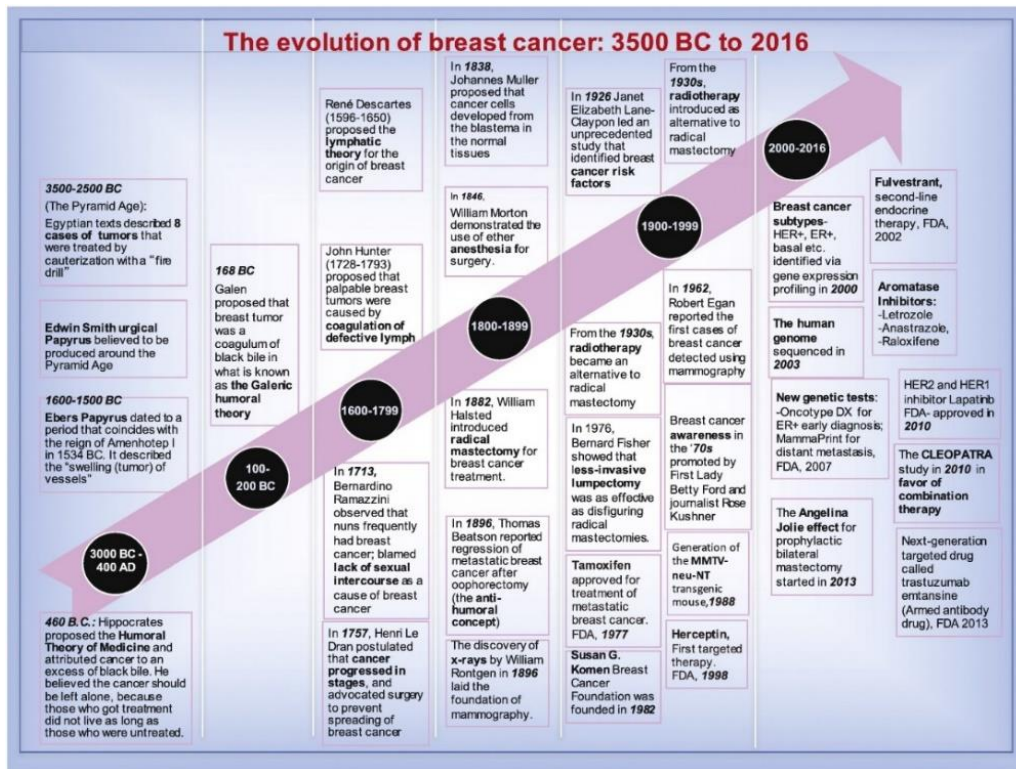 The evolution of breast cancer: 3500 BC to 2016
3500-2500 BC
(The Pyramid Age):
Egyptian texts described 8
cases of tumors that
were treated by
cauterization with a "fire
drill"
Edwin Smith urgical
Papyrus believed to be
produced around the
Pyramid Age
1600-1500 BC
Ebers Papyrus dated to a
period that coincides with
the reign of Amenhotep I
in 1534 BC. It described
the "swelling (tumor) of
vessels"
3000 BC -
400 AD
460 B.C.: Hippocrates
proposed the Humoral
Theory of Medicine and
attributed cancer to an
excess of black bile. He
believed the cancer should
be left alone, because
those who got treatment
did not live as long as
those who were untreated.
168 BC
Galen
proposed that
breast tumor was
a coagulum of
black bile in
what is known
as the Galenic
humoral
theory
100-
200 BC
René Descartes
(1596-1650)
proposed the
lymphatic
theory for the
origin of breast
cancer
John Hunter
(1728-1793)
proposed that
palpable breast
tumors were
caused by
coagulation of
defective lymph
1600-1799
In 1713,
Bernardino
Ramazzini
observed that
nuns frequently
had breast
cancer; blamed
lack of sexual
intercourse as a
cause of breast
cancer
In 1757, Henri Le
Dran postulated
that cancer
progressed in
stages, and
advocated surgery
to prevent
spreading of
breast cancer
In 1838,
Johannes Muller
proposed that
cancer cells
developed from
the blastema in
the normal
tissues
In 1846,
William Morton
demonstrated the
use of ether
anesthesia for
surgery.
1800-1899
In 1882, William
Halsted
introduced
radical
mastectomy for
breast cancer
treatment.
In 1896, Thomas
Beatson reported
regression of
metastatic breast
cancer after
oophorectomy
(the anti-
humoral
concept)
The discovery of
x-rays by William
Rontgen in 1896
laid the
foundation of
mammography.
In 1926 Janet
Elizabeth Lane-
Claypon led an
unprecedented
study that
identified breast
cancer risk
factors
From the
1930s,
radiotherapy
introduced as
alternative to
radical
mastectomy
1900-1999
From the 1930s,
radiotherapy
became an
alternative to
radical
mastectomy
In 1976,
Bernard Fisher
showed that
less-invasive
lumpectomy
was as effective
as disfiguring
radical
mastectomies.
Tamoxifen
approved for
treatment of
metastatic
breast cancer.
FDA, 1977
Susan G.
Komen Breast
Cancer
Foundation was
founded in 1982
In 1962,
Robert Egan
reported the
first cases of
breast cancer
detected using
mammography
Breast cancer
awareness in
the '70s
promoted by
First Lady
Betty Ford and
journalist Rose
Kushner
Generation of
the MMTV-
neu-NT
transgenic
mouse,1988
Herceptin,
First targeted
therapy.
FDA, 1998
2000-2016
Breast cancer
subtypes-
HER+, ER+,
basal etc.
identified via
gene expression
profiling in 2000
The human
genome
sequenced in
2003
New genetic tests:
-Oncotype DX for
ER+ early diagnosis;
MammaPrint for
distant metastasis,
FDA, 2007
The Angelina
Jolie effect for
prophylactic
bilateral
mastectomy
started in 2013
Fulvestrant,
second-line
endocrine
therapy, FDA,
2002
Aromatase
Inhibitors:
-Letrozole
-Anastrazole,
-Raloxifene
HER2 and HER1
inhibitor Lapatinib
FDA- approved in
2010
The CLEOPATRA
study in 2010 in
favor of
combination
therapy
Next-generation
targeted drug
called
trastuzumab
emtansine
(Armed antibody
drug), FDA 2013